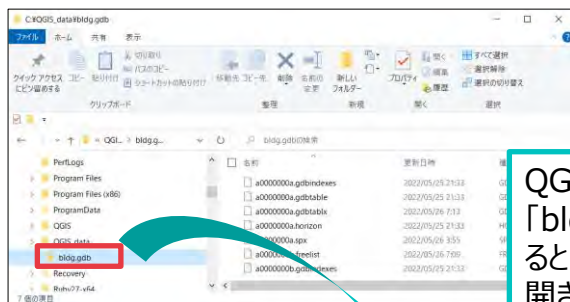 C:¥QGIS_data¥bldg.gdb
ファイル ホーム 共有 表示
クイック アクセスにピン留めする
コピー 貼り付け
切り取り
パスのコピー
ショートカットの貼り付け
移動先 コピー先 削除 名前の変更
新しいフォルダー
プロパティ
開く
編集
履歴
すべて選択
選択解除
選択の切り替え
クリップボード 整理 新規 開く 選択
« QGI... > bldg.g...
bldg.gdbの検索
名前 更新日時
PerfLogs
Program Files
Program Files (x86)
ProgramData
QGIS
QGIS_data
bldg.gdb
Recovery
Ruby27-x64
a0000000a.gdbindexes 2022/05/25 21:33
a0000000a.gdbtable 2022/05/25 21:33
a0000000a.gdbtablx 2022/05/26 7:13
a0000000a.horizon 2022/05/25 21:33
a0000000a.spx 2022/05/26 3:55
freelist 2022/05/26 7:09
a0000000b.gdbindexes 2022/05/25 21:33
7 個の項目
QG
「bld
ると
開き